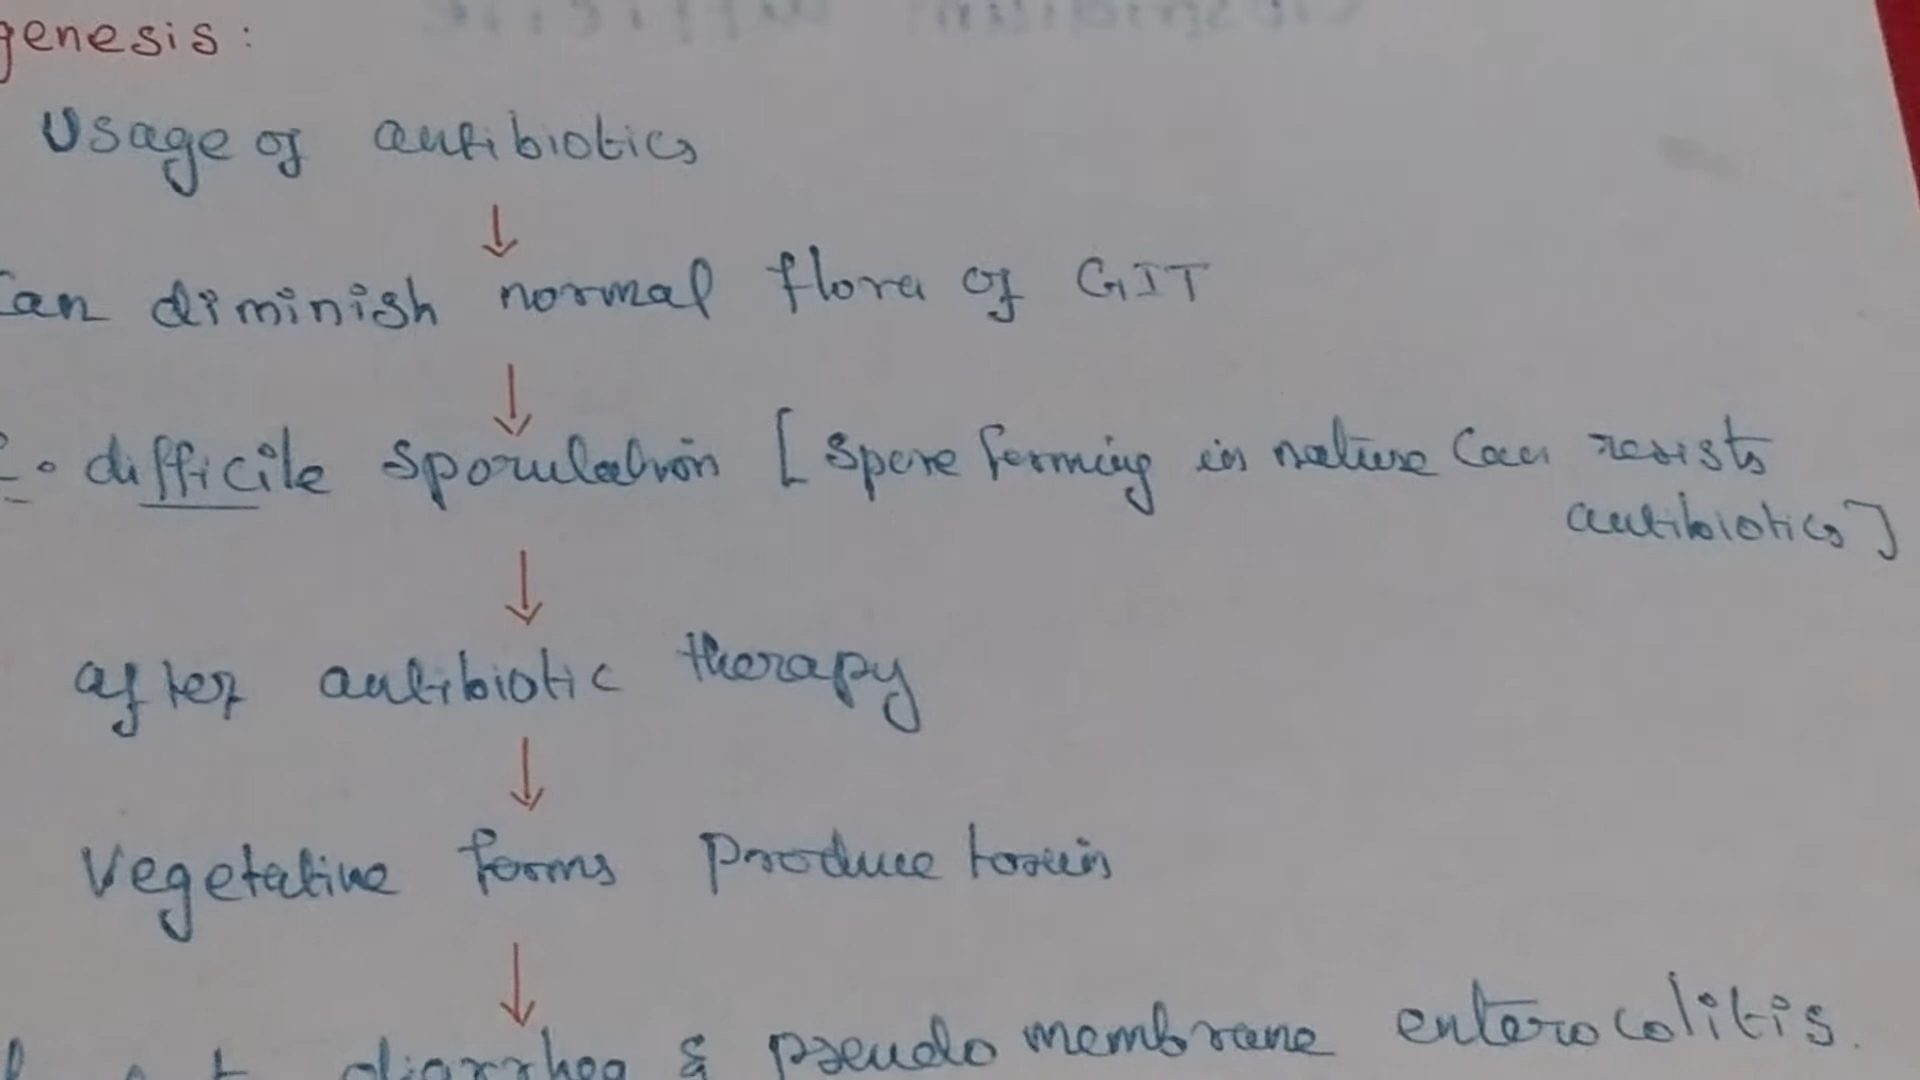 genesis:
Usage of antibiotics
↓
Can diminish normal flora of GIT
↓
C. difficile sporulation [spore forming in nature can resists
antibiotics]
↓
after antibiotic therapy
↓
Vegetative forms produce toxin
↓
diarrhea & pseudo membrane enterocolitis.